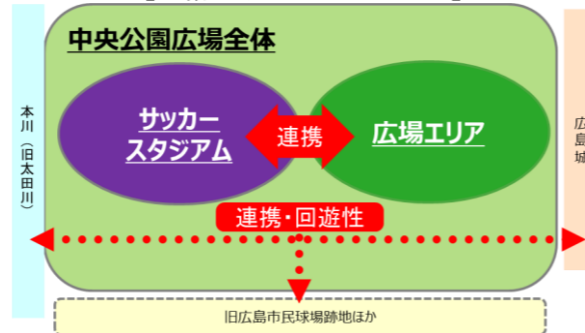 中央公園広場全体
サッカー
スタジアム
連携
広場エリア
連携・回遊性
本川（旧太田川）
広島城
旧広島市民球場跡地ほか